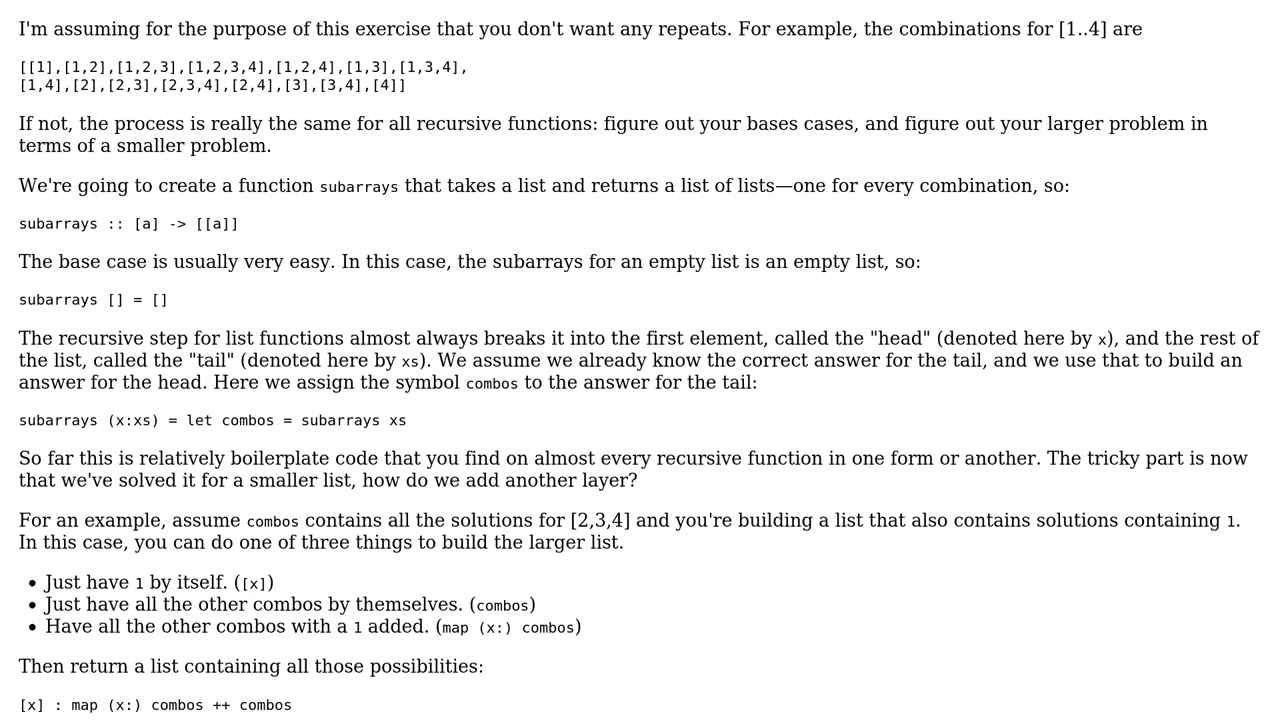 I'm assuming for the purpose of this exercise that you don't want any repeats. For example, the combinations for [1..4] are
[[1],[1,2],[1,2,3],[1,2,3,4],[1,2,4],[1,3],[1,3,4],
[1,4],[2],[2,3],[2,3,4],[2,4],[3],[3,4],[4]]
If not, the process is really the same for all recursive functions: figure out your bases cases, and figure out your larger problem in
terms of a smaller problem.
We're going to create a function subarrays that takes a list and returns a list of lists—one for every combination, so:
subarrays :: [a] -> [[a]]
The base case is usually very easy. In this case, the subarrays for an empty list is an empty list, so:
subarrays [] = []
The recursive step for list functions almost always breaks it into the first element, called the "head" (denoted here by x), and the rest of
the list, called the "tail" (denoted here by xs). We assume we already know the correct answer for the tail, and we use that to build an
answer for the head. Here we assign the symbol combos to the answer for the tail:
subarrays (x:xs) = let combos = subarrays xs
So far this is relatively boilerplate code that you find on almost every recursive function in one form or another. The tricky part is now
that we've solved it for a smaller list, how do we add another layer?
For an example, assume combos contains all the solutions for [2,3,4] and you're building a list that also contains solutions containing 1.
In this case, you can do one of three things to build the larger list.
• Just have 1 by itself. ([x])
• Just have all the other combos by themselves. (combos)
• Have all the other combos with a 1 added. (map (x:) combos)
Then return a list containing all those possibilities:
[x] : map (x:) combos ++ combos